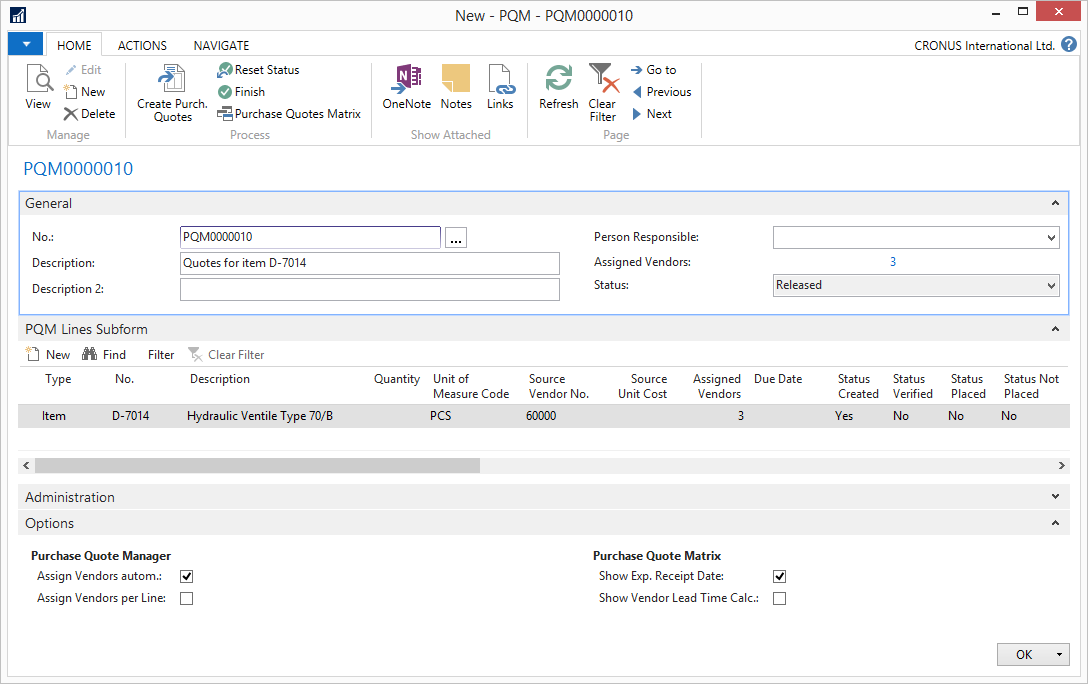 New - PQM - PQM0000010
HOME ACTIONS NAVIGATE CRONUS International Ltd. ?
View Edit New Delete
Manage
Create Purch. Quotes Reset Status Finish Purchase Quotes Matrix
Process
OneNote Notes Links
Show Attached
Refresh Clear Filter Go to Previous Next
Page
PQM0000010
General
No.: PQM0000010 ... Person Responsible:
Description: Quotes for item D-7014 Assigned Vendors: 3
Description 2: Status: Released
PQM Lines Subform
New Find Filter Clear Filter
Type No. Description Quantity Unit of Measure Code Source Vendor No. Source Unit Cost Assigned Vendors Due Date Status Created Status Verified Status Placed Status Not Placed
Item D-7014 Hydraulic Ventile Type 70/B PCS 60000 3 Yes No No No
Administration
Options
Purchase Quote Manager Purchase Quote Matrix
Assign Vendors autom.: Show Exp. Receipt Date:
Assign Vendors per Line: Show Vendor Lead Time Calc.:
OK